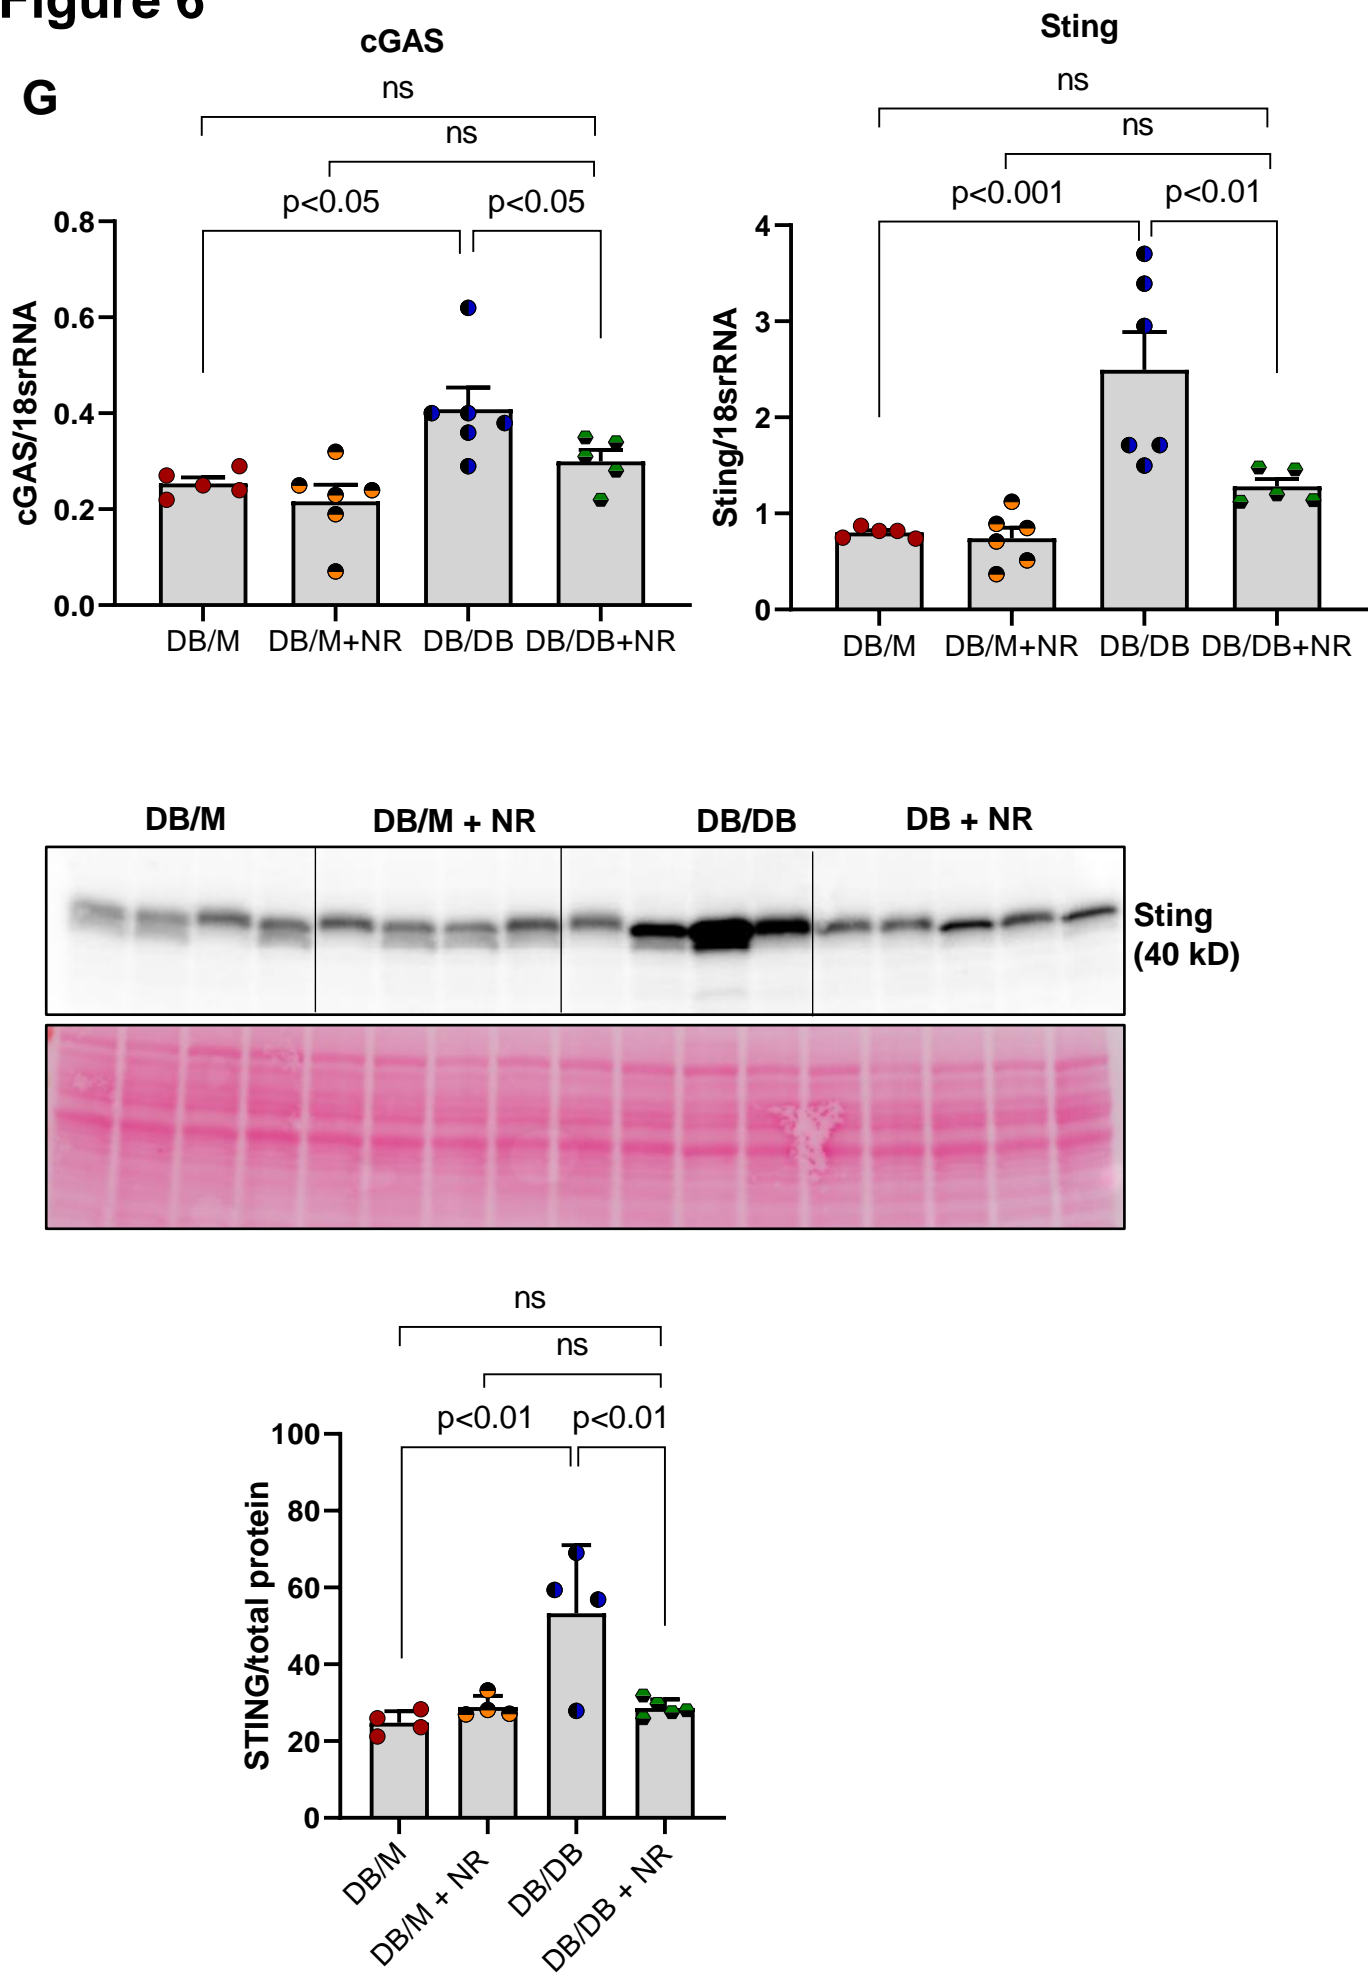 Figure 6
G
cGAS
ns
ns
p<0.05
p<0.05
0.8
0.6
0.4
0.2
0.0
cGAS/18srRNA
DB/M
DB/M+NR
DB/DB
DB/DB+NR
Sting
ns
ns
p<0.001
p<0.01
4
3
2
1
0
Sting/18srRNA
DB/M
DB/M+NR
DB/DB
DB/DB+NR
DB/M
DB/M + NR
DB/DB
DB + NR
Sting
(40 kD)
ns
ns
p<0.01
p<0.01
100
80
60
40
20
0
STING/total protein
DB/M
DB/M + NR
DB/DB
DB/DB + NR